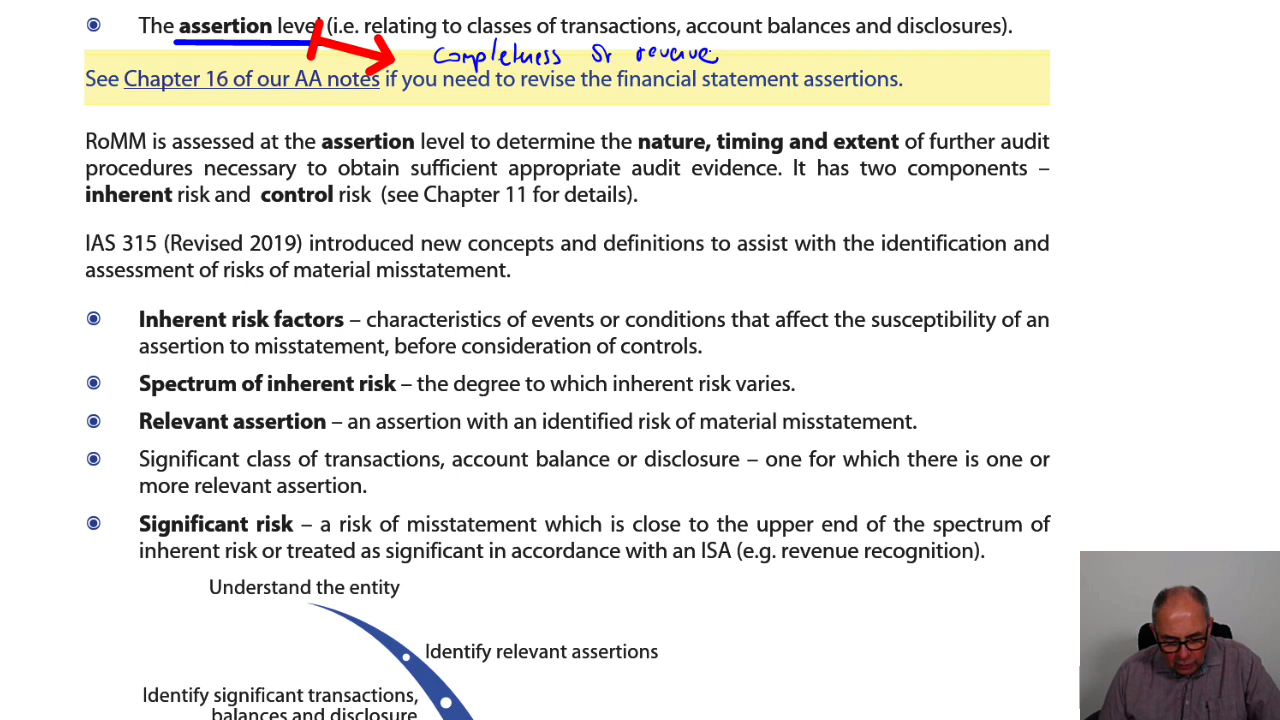 The assertion level (i.e. relating to classes of transactions, account balances and disclosures).
completness of revenue
See Chapter 16 of our AA notes if you need to revise the financial statement assertions.
RoMM is assessed at the assertion level to determine the nature, timing and extent of further audit
procedures necessary to obtain sufficient appropriate audit evidence. It has two components –
inherent risk and control risk (see Chapter 11 for details).
IAS 315 (Revised 2019) introduced new concepts and definitions to assist with the identification and
assessment of risks of material misstatement.
Inherent risk factors – characteristics of events or conditions that affect the susceptibility of an
assertion to misstatement, before consideration of controls.
Spectrum of inherent risk – the degree to which inherent risk varies.
Relevant assertion – an assertion with an identified risk of material misstatement.
Significant class of transactions, account balance or disclosure – one for which there is one or
more relevant assertion.
Significant risk – a risk of misstatement which is close to the upper end of the spectrum of
inherent risk or treated as significant in accordance with an ISA (e.g. revenue recognition).
Understand the entity
Identify relevant assertions
Identify significant transactions,
balances and disclosure